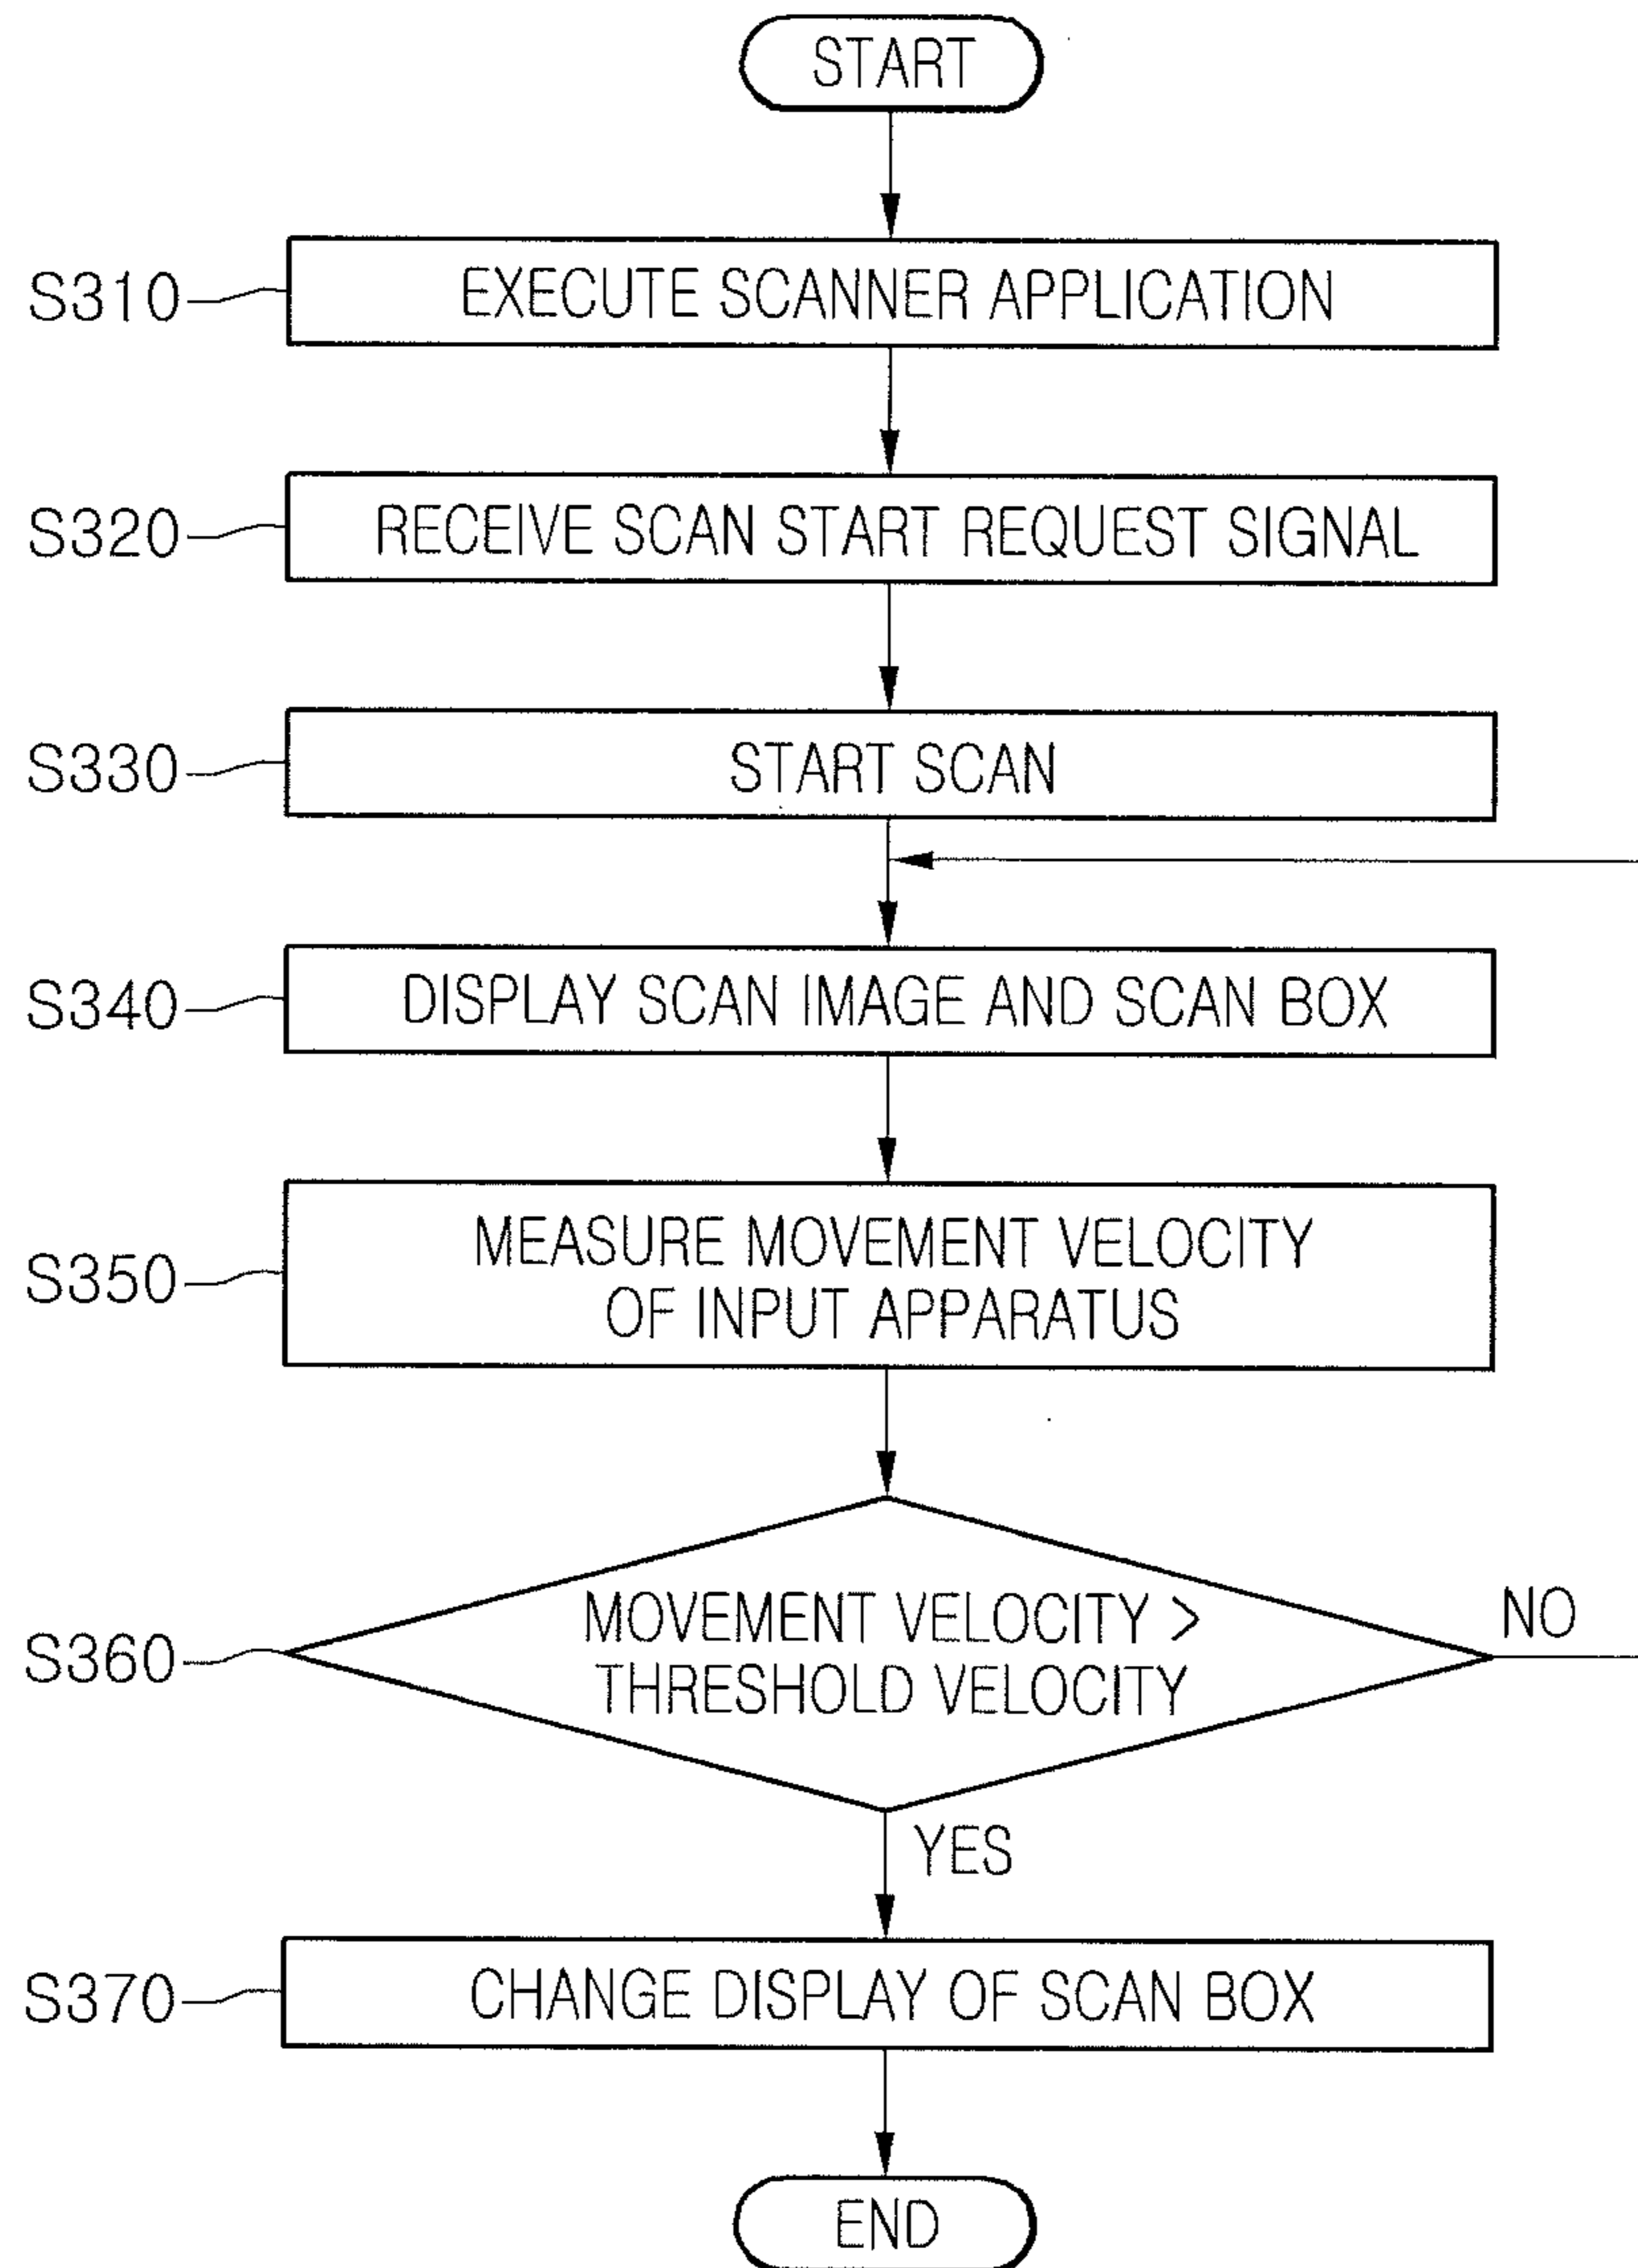 START
S310
EXECUTE SCANNER APPLICATION
S320
RECEIVE SCAN START REQUEST SIGNAL
S330
START SCAN
S340
DISPLAY SCAN IMAGE AND SCAN BOX
S350
MEASURE MOVEMENT VELOCITY
OF INPUT APPARATUS
S360
MOVEMENT VELOCITY >
THRESHOLD VELOCITY
NO
YES
S370
CHANGE DISPLAY OF SCAN BOX
END